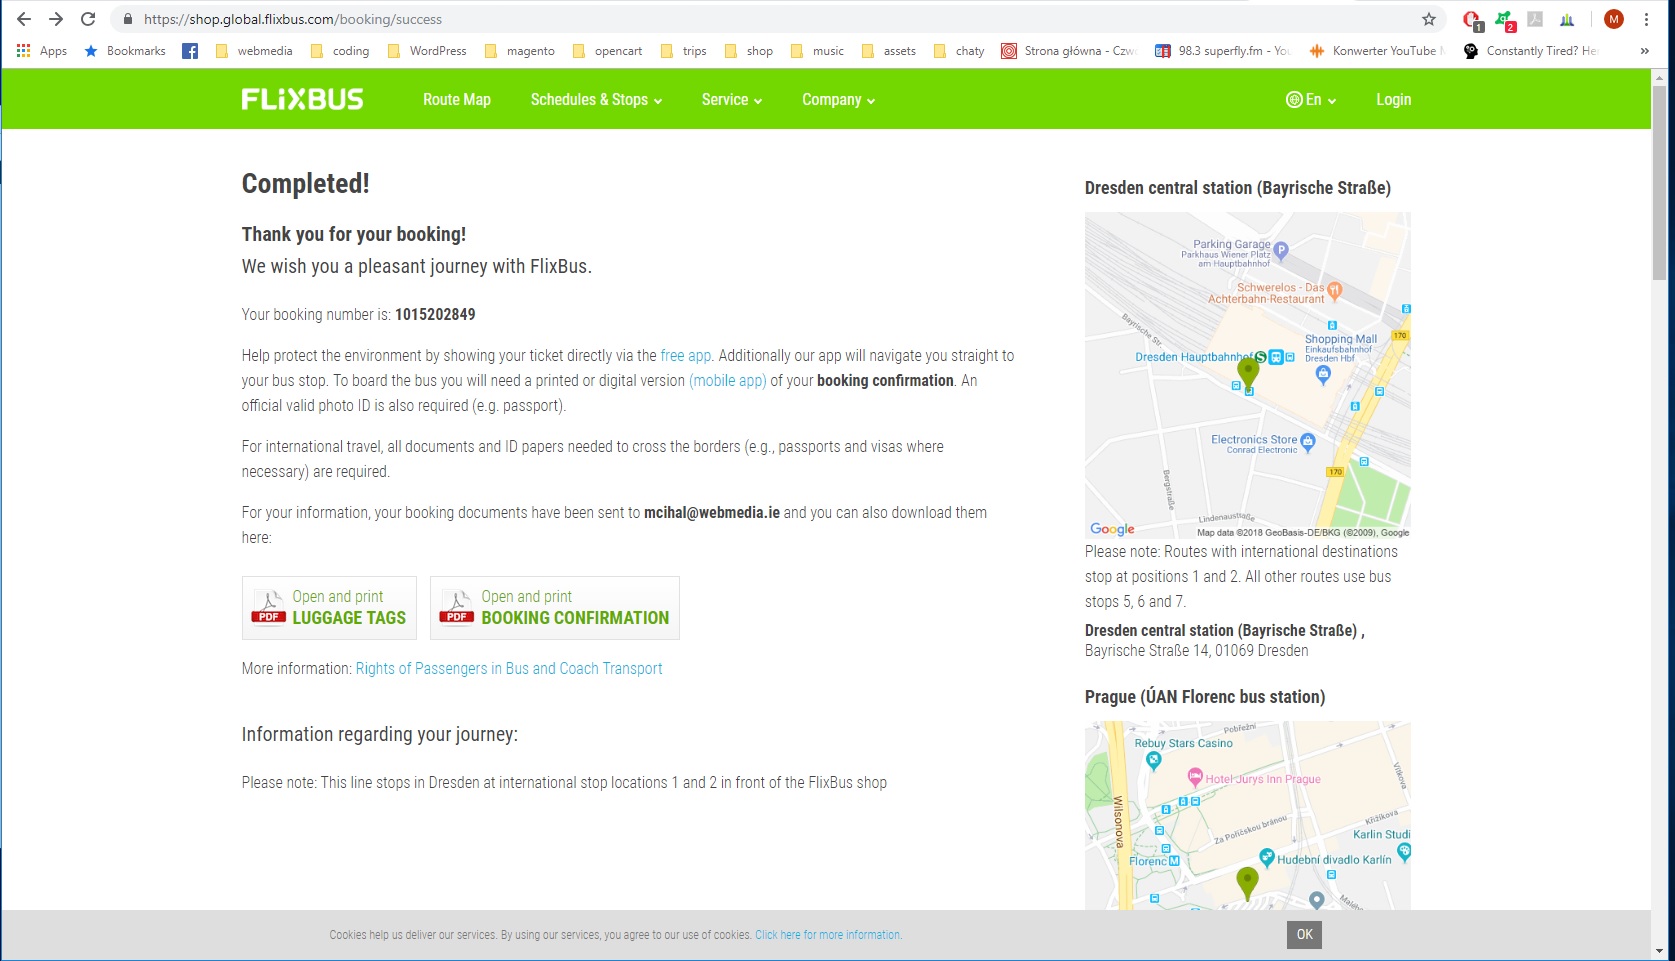 https://shop.global.flixbus.com/booking/success
1
2
M
Apps
Bookmarks
webmedia
coding
WordPress
magento
opencart
trips
shop
music
assets
chaty
Strona główna - Czw
98.3 superfly.fm - You
Konwerter YouTube M
Constantly Tired? He
»
FLiXBUS
Route Map
Schedules & Stops
Service
Company
En
Login
Completed!
Thank you for your booking!
We wish you a pleasant journey with FlixBus.
Your booking number is: 1015202849
Help protect the environment by showing your ticket directly via the free app. Additionally our app will navigate you straight to
your bus stop. To board the bus you will need a printed or digital version (mobile app) of your booking confirmation. An
official valid photo ID is also required (e.g. passport).
For international travel, all documents and ID papers needed to cross the borders (e.g., passports and visas where
necessary) are required.
For your information, your booking documents have been sent to mcihal@webmedia.ie and you can also download them
here:
PDF
Open and print
LUGGAGE TAGS
PDF
Open and print
BOOKING CONFIRMATION
More information: Rights of Passengers in Bus and Coach Transport
Information regarding your journey:
Please note: This line stops in Dresden at international stop locations 1 and 2 in front of the FlixBus shop
Dresden central station (Bayrische Straße)
Parking Garage
Parkhaus Wiener Platz
am Hauptbahnhof
P
Schwerelos - Das
Achterbahn-Restaurant
Bayrische Str.
170
Shopping Mall
Einkaufsbahnhof
Dresden Hbf
Dresden Hauptbahnhof
S
Electronics Store
Conrad Electronic
170
Bergstraße
Lindenaustraße
Google
Map data ©2018 GeoBasis-DE/BKG (©2009), Google
Please note: Routes with international destinations
stop at positions 1 and 2. All other routes use bus
stops 5, 6 and 7.
Dresden central station (Bayrische Straße) ,
Bayrische Straße 14, 01069 Dresden
Prague (ÚAN Florenc bus station)
Pobřežní
Rebuy Stars Casino
Hotel Jurys Inn Prague
Vítkova
Wilsonova
Za Poříčskou bránou
Křižíkova
Karlin Studi
Florenc
M
Hudební divadlo Karlín
Malého
Cookies help us deliver our services. By using our services, you agree to our use of cookies. Click here for more information.
OK